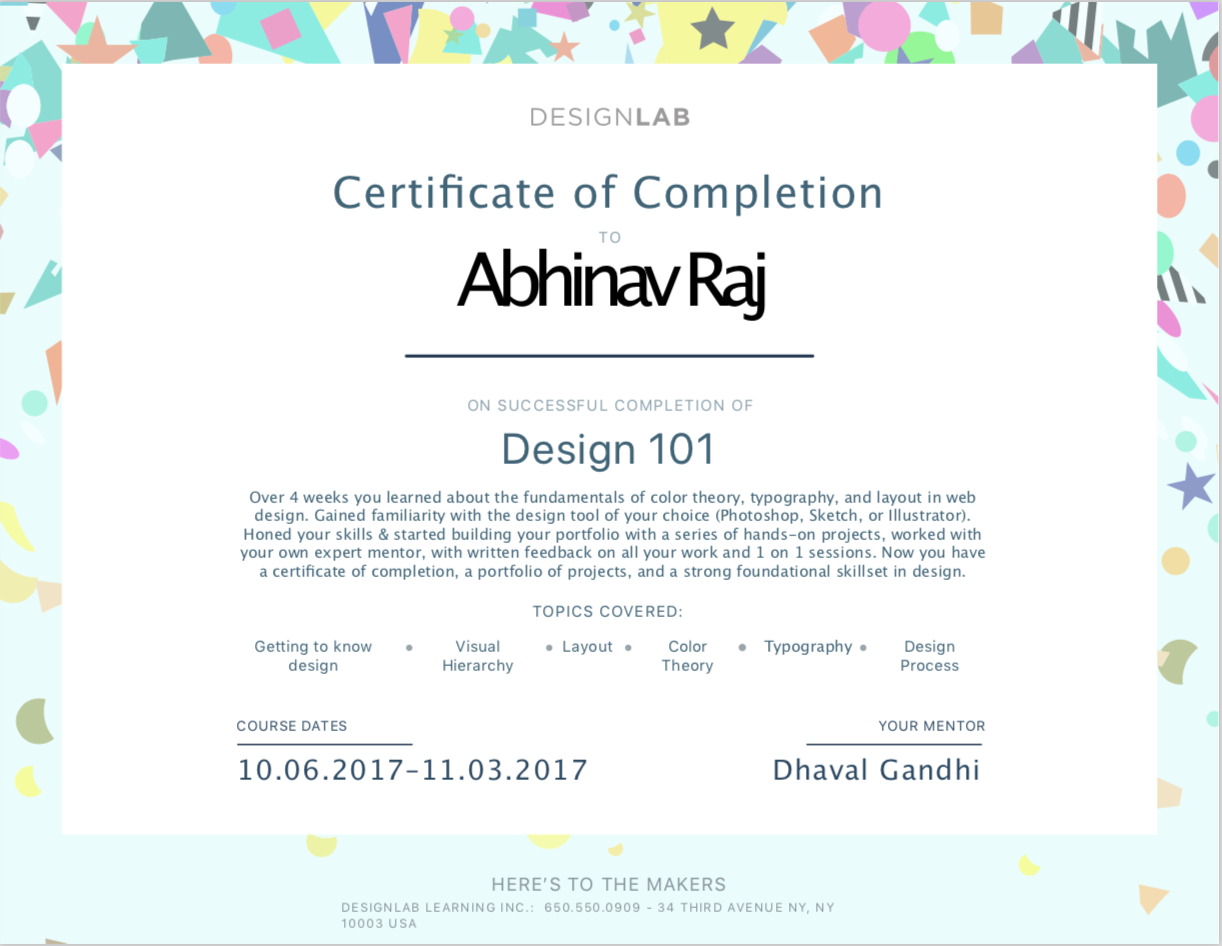 DESIGNLAB
Certificate of Completion
TO
Abhinav Raj
ON SUCCESSFUL COMPLETION OF
Design 101
Over 4 weeks you learned about the fundamentals of color theory, typography, and layout in web
design. Gained familiarity with the design tool of your choice (Photoshop, Sketch, or Illustrator).
Honed your skills & started building your portfolio with a series of hands-on projects, worked with
your own expert mentor, with written feedback on all your work and 1 on 1 sessions. Now you have
a certificate of completion, a portfolio of projects, and a strong foundational skillset in design.
TOPICS COVERED:
Getting to know • Visual • Layout • Color • Typography • Design
design Hierarchy Theory Process
COURSE DATES YOUR MENTOR
10.06.2017-11.03.2017 Dhaval Gandhi
HERE'S TO THE MAKERS
DESIGNLAB LEARNING INC.: 650.550.0909 - 34 THIRD AVENUE NY, NY
10003 USA